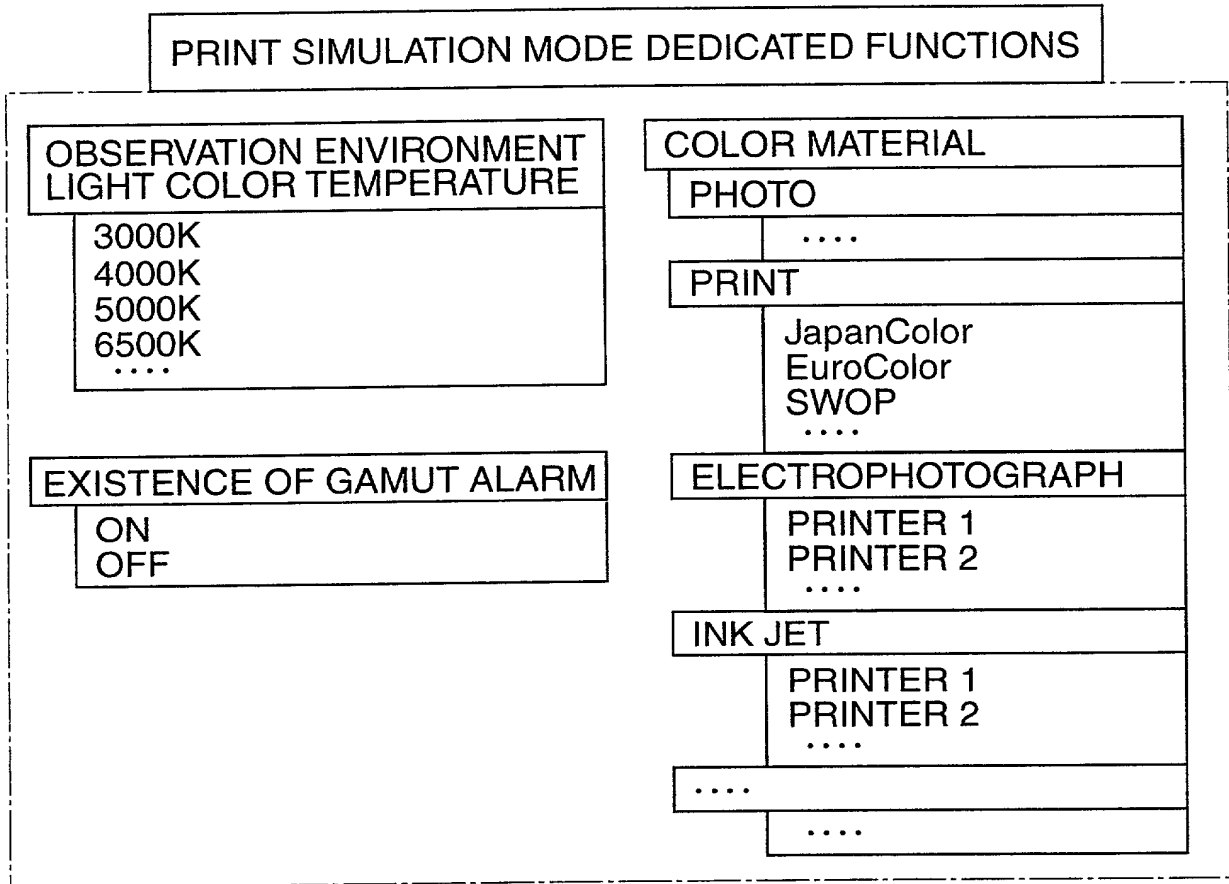 PRINT SIMULATION MODE DEDICATED FUNCTIONS
OBSERVATION ENVIRONMENT
LIGHT COLOR TEMPERATURE
3000K
4000K
5000K
6500K
....
EXISTENCE OF GAMUT ALARM
ON
OFF
COLOR MATERIAL
PHOTO
....
PRINT
JapanColor
EuroColor
SWOP
....
ELECTROPHOTOGRAPH
PRINTER 1
PRINTER 2
....
INK JET
PRINTER 1
PRINTER 2
....
....
....